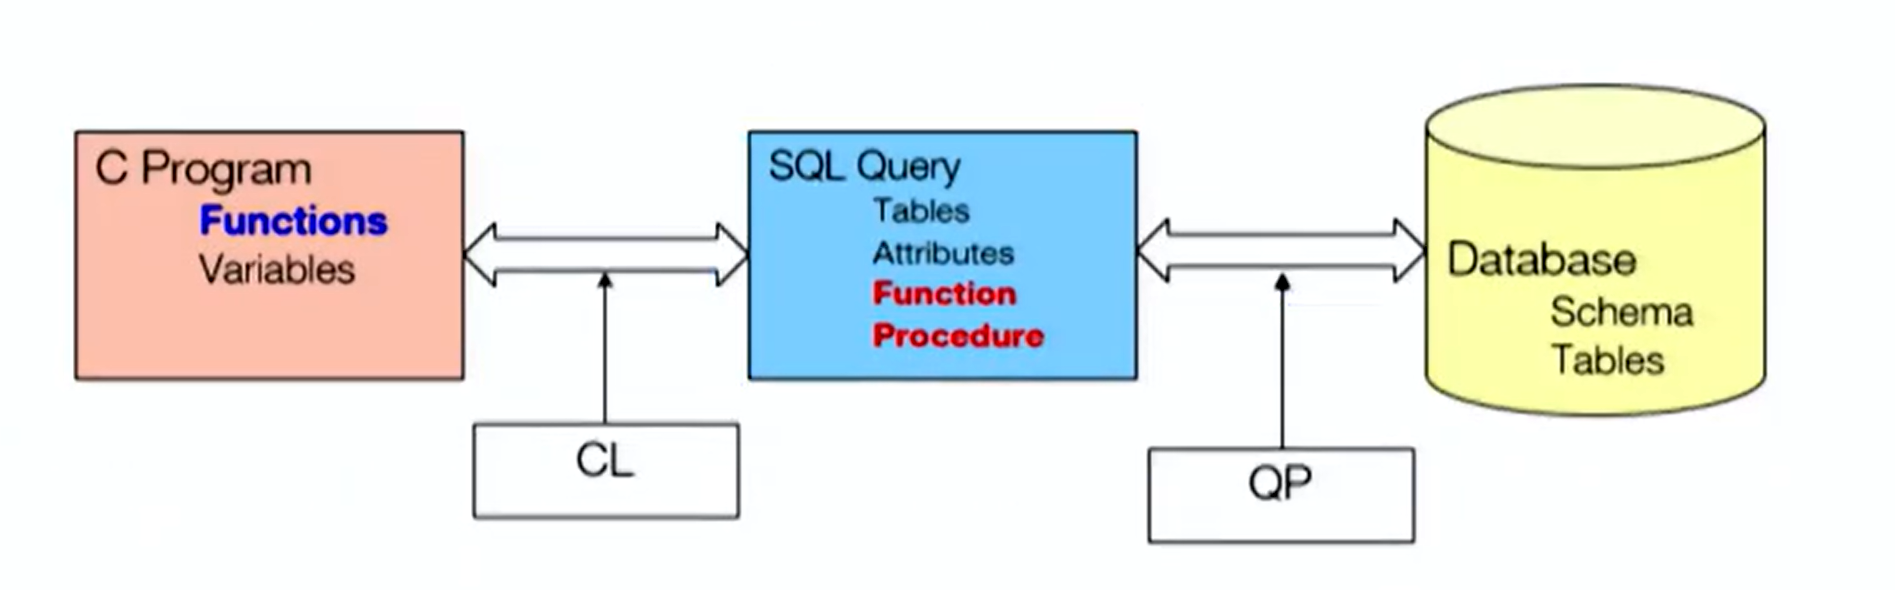 C Program
Functions
Variables
SQL Query
Tables
Attributes
Function
Procedure
Database
Schema
Tables
CL
QP